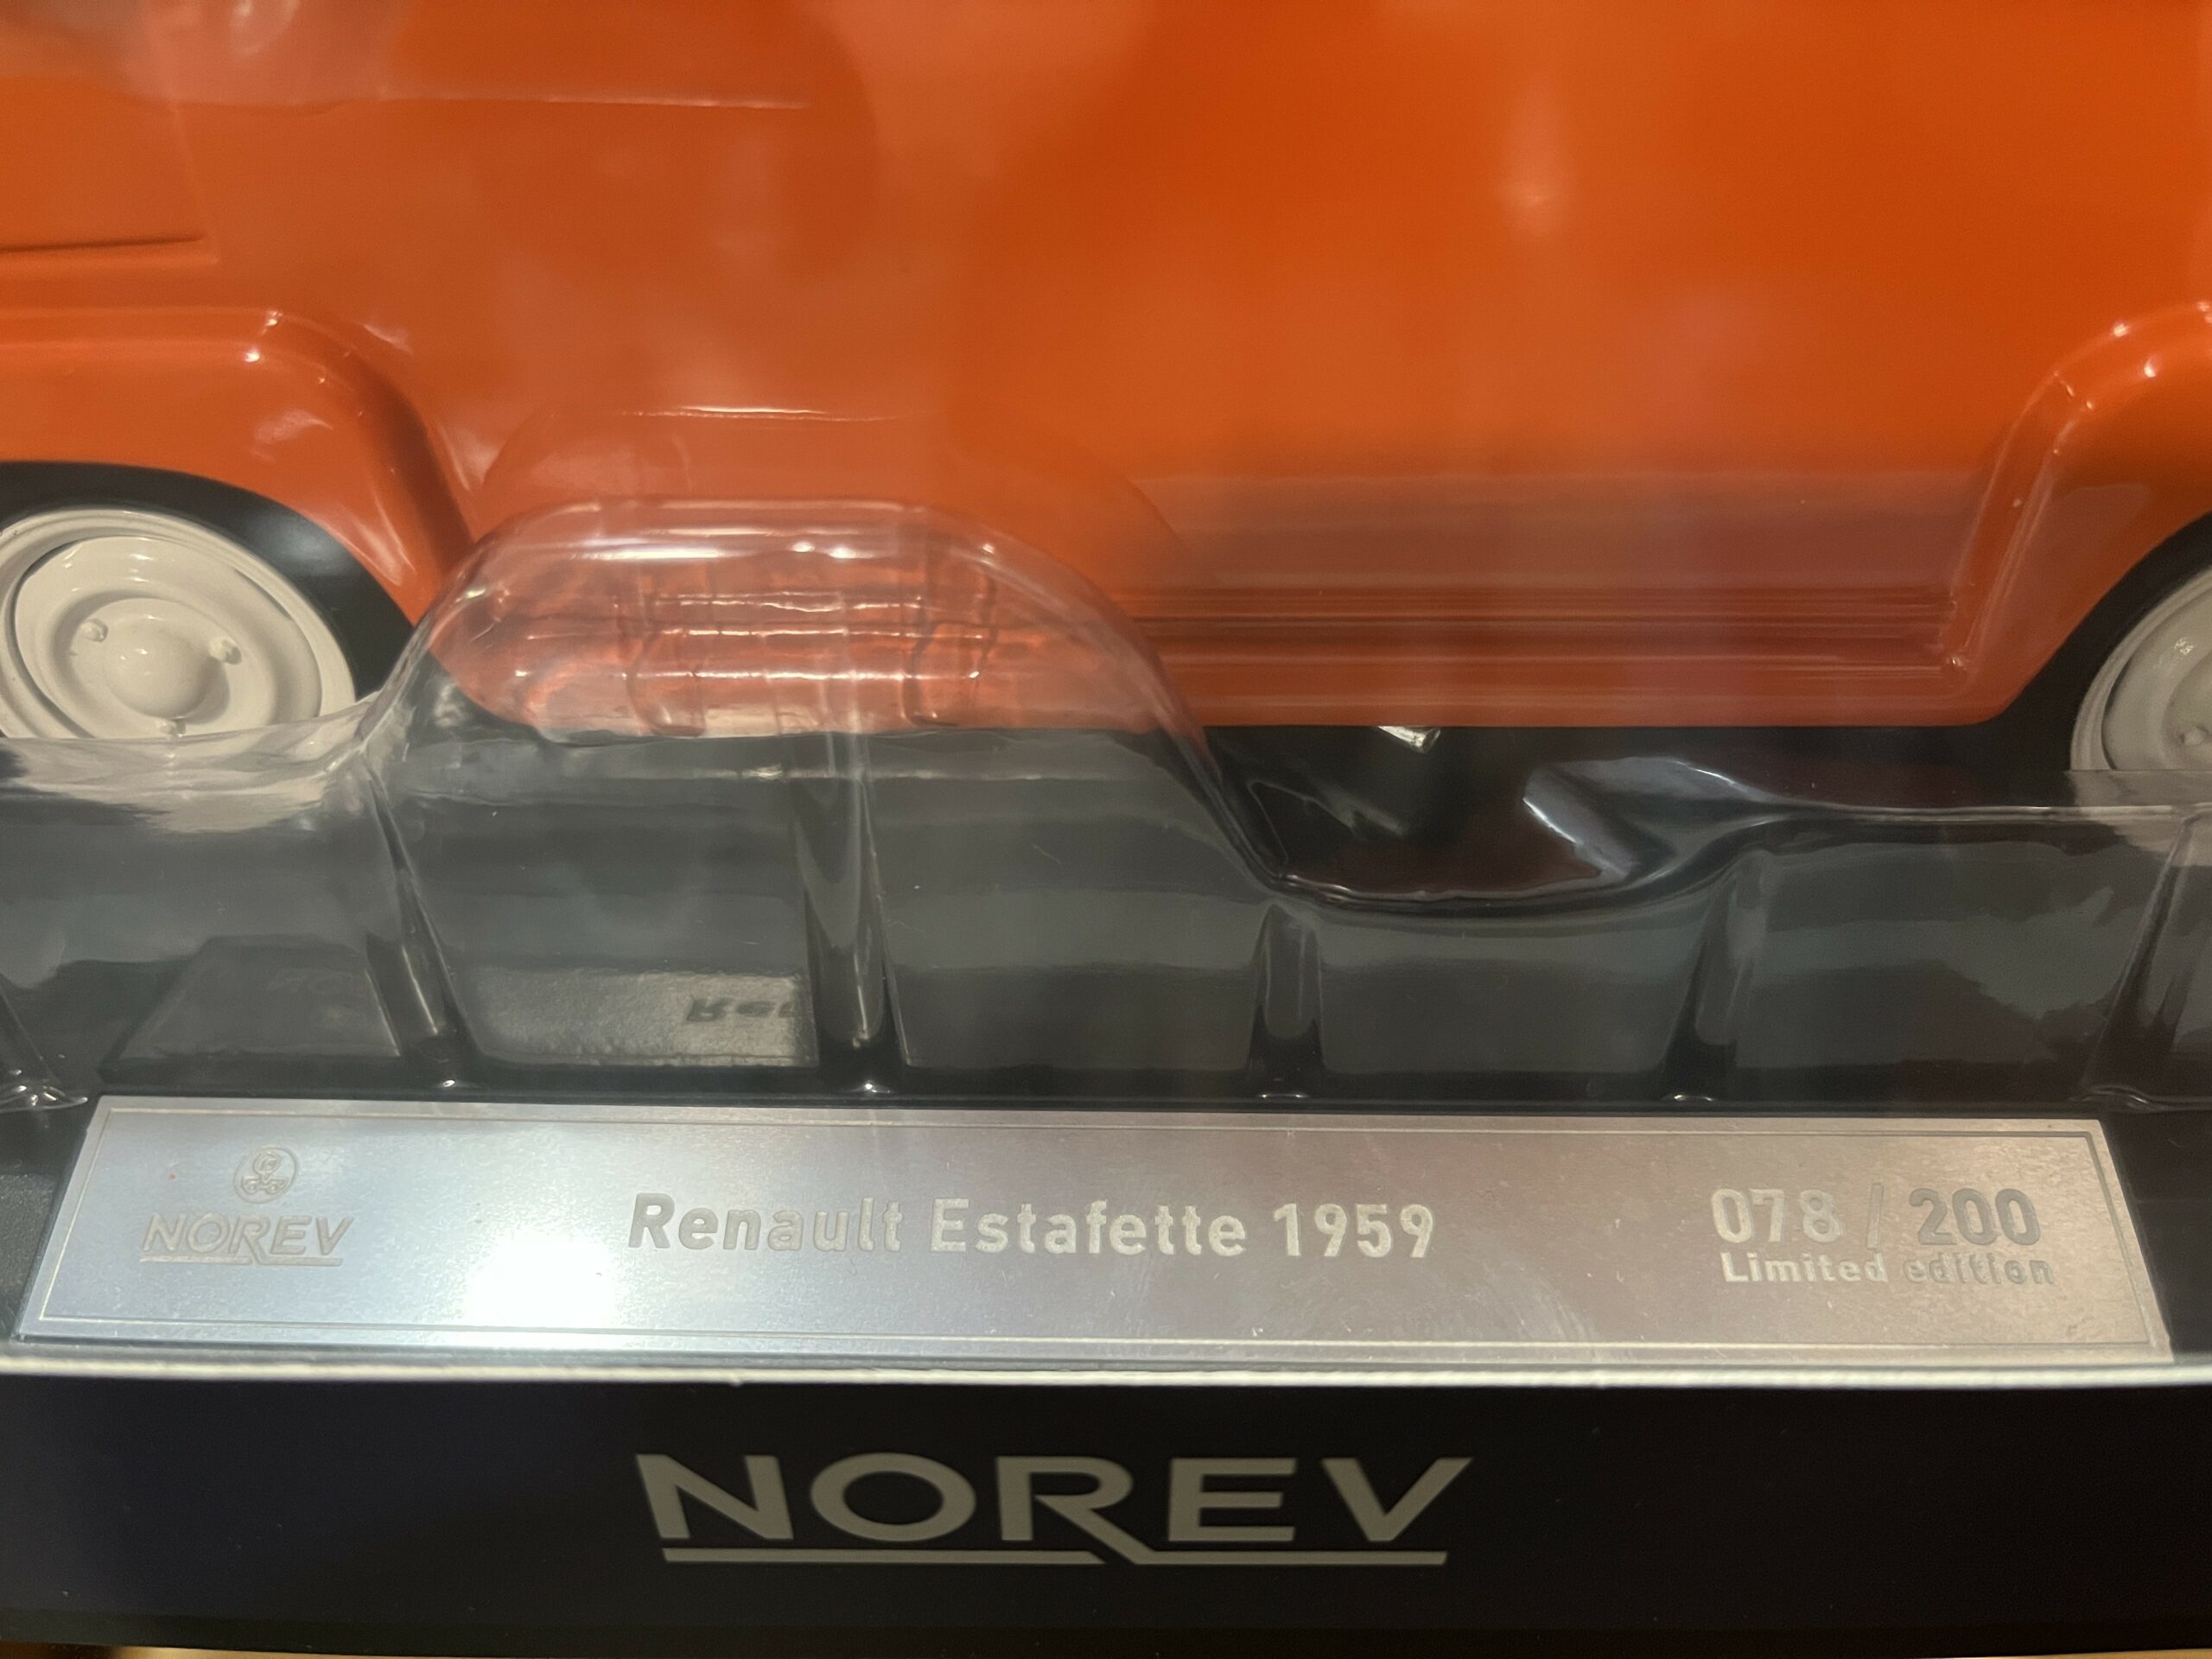 NOREV
Renault Estafette 1959
078 / 200
Limited edition
NOREV